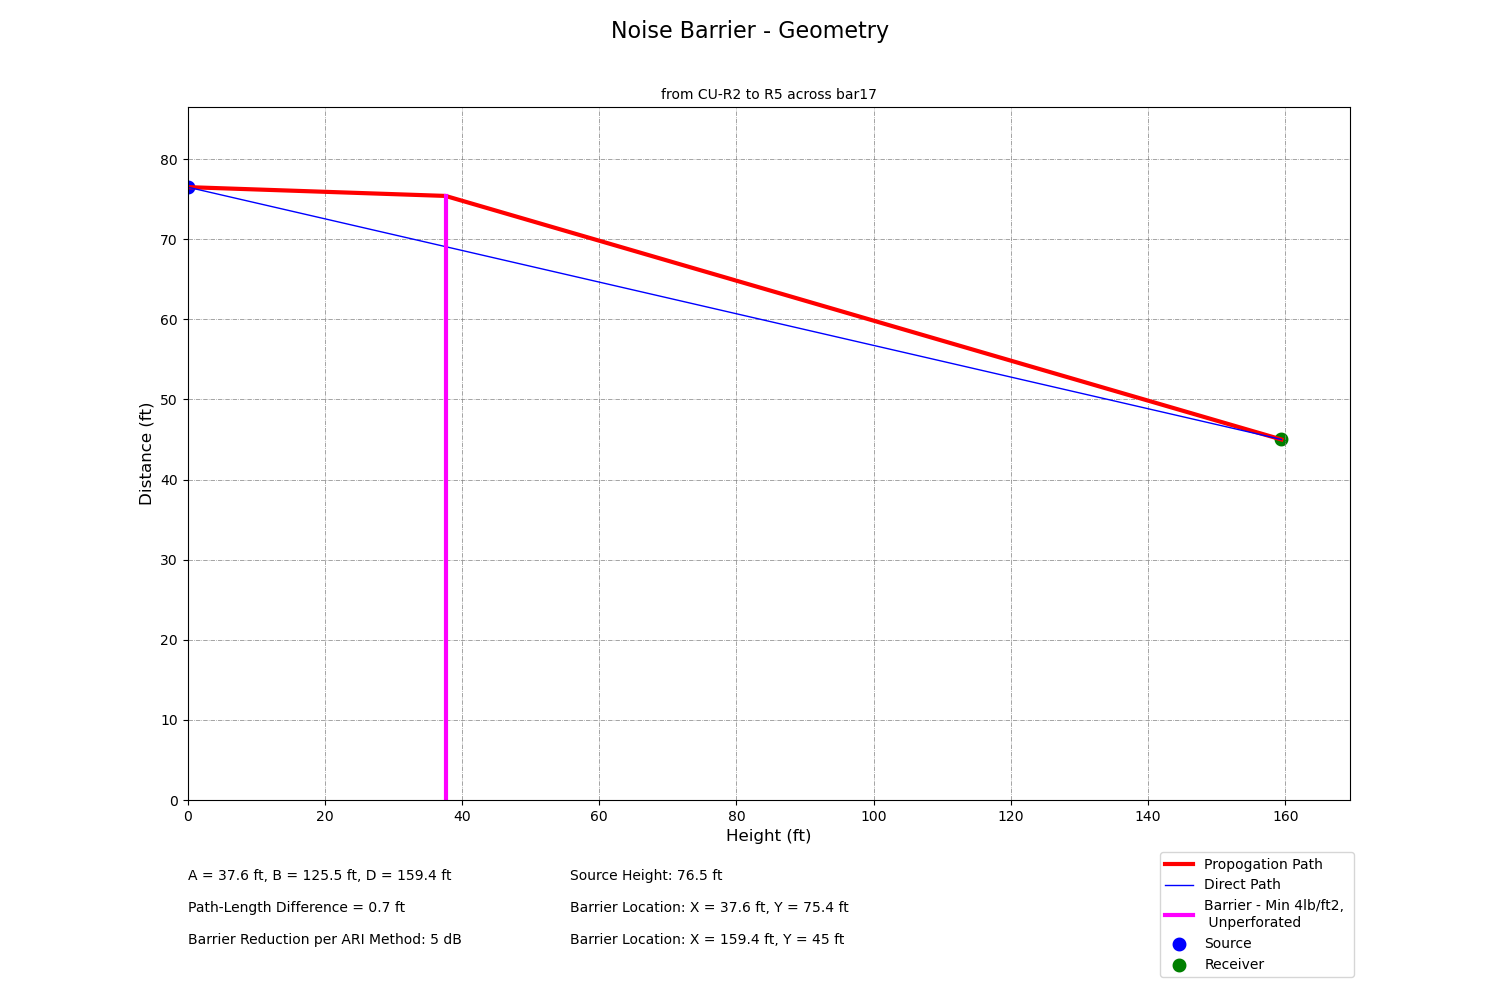 Noise Barrier - Geometry
from CU-R2 to R5 across bar17
80
70
60
50
40
30
20
10
0
Distance (ft)
0 20 40 60 80 100 120 140 160
Height (ft)
A = 37.6 ft, B = 125.5 ft, D = 159.4 ft
Path-Length Difference = 0.7 ft
Barrier Reduction per ARI Method: 5 dB
Source Height: 76.5 ft
Barrier Location: X = 37.6 ft, Y = 75.4 ft
Barrier Location: X = 159.4 ft, Y = 45 ft
Propogation Path
Direct Path
Barrier - Min 4lb/ft2,
Unperforated
Source
Receiver